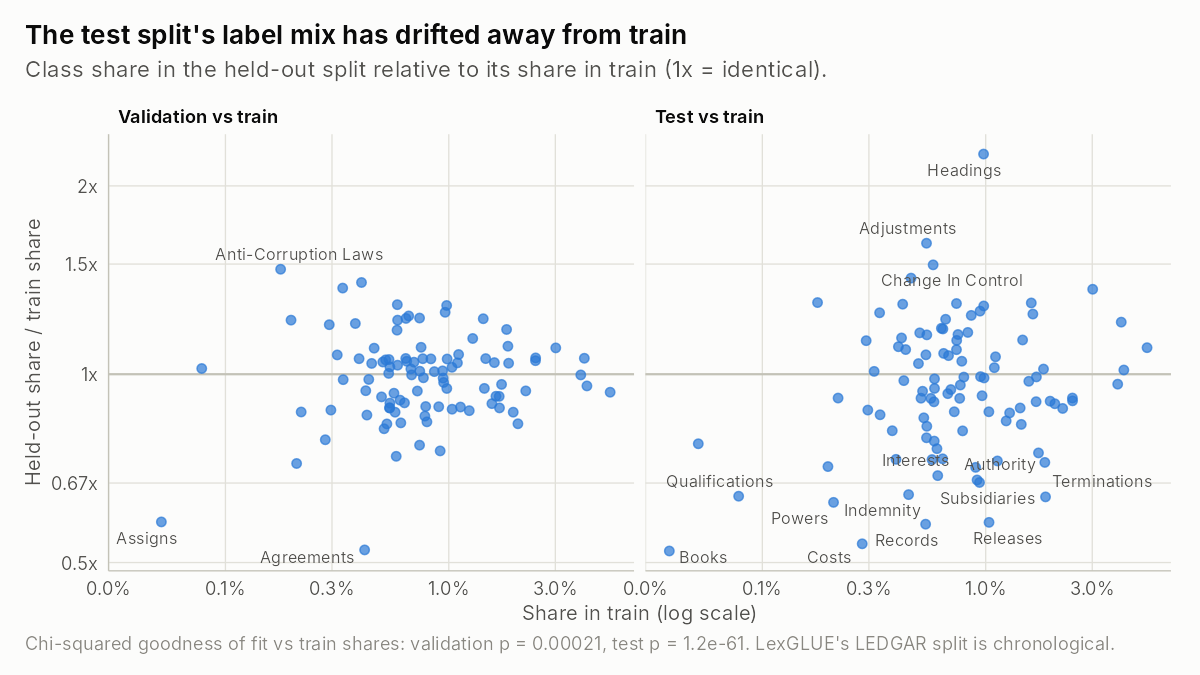 The test split's label mix has drifted away from train
Class share in the held-out split relative to its share in train (1x = identical).
Validation vs train
Test vs train
Held-out share / train share
2x
1.5x
1x
0.67x
0.5x
Anti-Corruption Laws
Assigns
Agreements
Headings
Adjustments
Change In Control
Interests
Authority
Qualifications
Terminations
Subsidiaries
Powers
Indemnity
Records
Releases
Books
Costs
0.0%
0.1%
0.3%
1.0%
3.0%
0.0%
0.1%
0.3%
1.0%
3.0%
Share in train (log scale)
Chi-squared goodness of fit vs train shares: validation p = 0.00021, test p = 1.2e-61. LexGLUE's LEDGAR split is chronological.